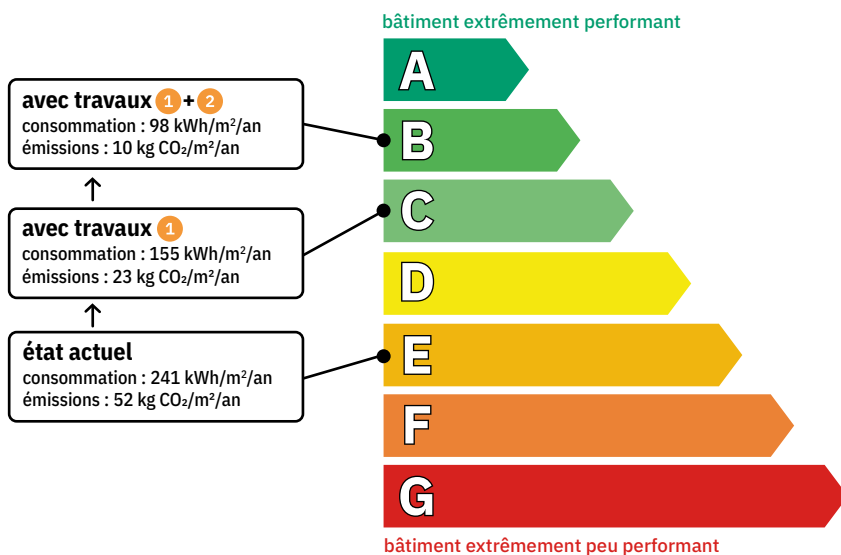 bâtiment extrêmement performant
A
avec travaux 1 + 2
consommation : 98 kWh/m²/an
émissions : 10 kg CO₂/m²/an
B
avec travaux 1
consommation : 155 kWh/m²/an
émissions : 23 kg CO₂/m²/an
C
D
état actuel
consommation : 241 kWh/m²/an
émissions : 52 kg CO₂/m²/an
E
F
G
bâtiment extrêmement peu performant